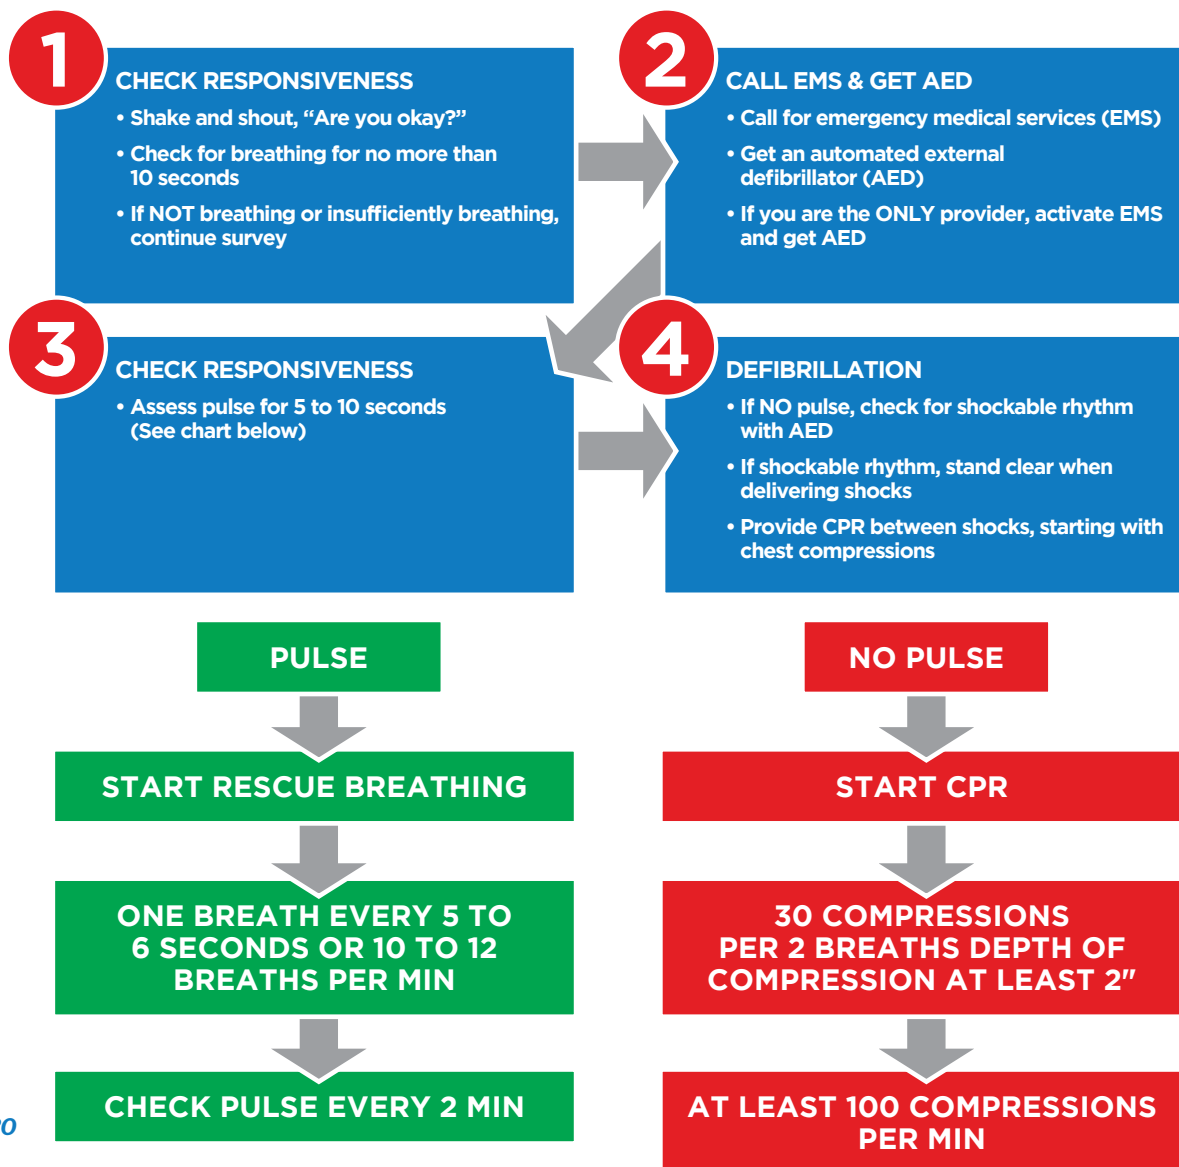 1
CHECK RESPONSIVENESS
• Shake and shout, “Are you okay?”
• Check for breathing for no more than
10 seconds
• If NOT breathing or insufficiently breathing,
continue survey
2
CALL EMS & GET AED
• Call for emergency medical services (EMS)
• Get an automated external
defibrillator (AED)
• If you are the ONLY provider, activate EMS
and get AED
3
CHECK RESPONSIVENESS
• Assess pulse for 5 to 10 seconds
(See chart below)
4
DEFIBRILLATION
• If NO pulse, check for shockable rhythm
with AED
• If shockable rhythm, stand clear when
delivering shocks
• Provide CPR between shocks, starting with
chest compressions
PULSE
START RESCUE BREATHING
ONE BREATH EVERY 5 TO
6 SECONDS OR 10 TO 12
BREATHS PER MIN
CHECK PULSE EVERY 2 MIN
NO PULSE
START CPR
30 COMPRESSIONS
PER 2 BREATHS DEPTH OF
COMPRESSION AT LEAST 2"
AT LEAST 100 COMPRESSIONS
PER MIN